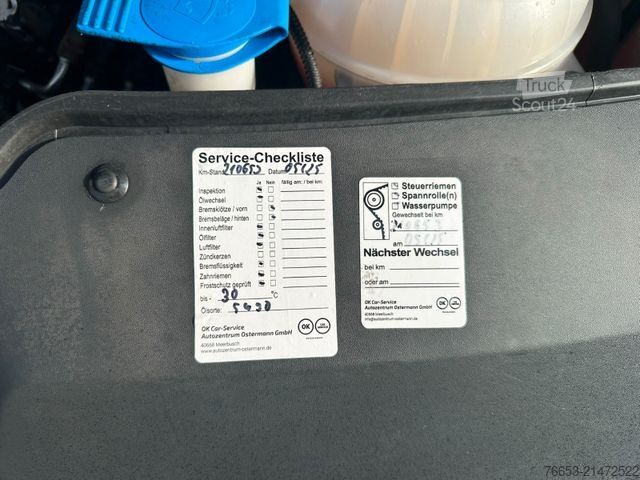 Truck
Scout24
Service-Checkliste
Km-Stand 210653 Datum 05/25
Ja Nein fällig am: / bei km:
Inspektion
Ölwechsel
Bremsklötze / vorn
Bremsbeläge / hinten
Innenluftfilter
Ölfilter
Luftfilter
Zündkerzen
Bremsflüssigkeit
Zahnriemen
Frostschutz geprüft
bis - 30 °C
Ölsorte: 5W30
OK Car-Service
Autozentrum Ostermann GmbH
40668 Meerbusch
www.autozentrum-ostermann.de
OK
Steuerriemen
Spannrolle(n)
Wasserpumpe
Gewechselt bei km
am 05/25
Nächster Wechsel
bei km
oder am
OK Car-Service
Autozentrum Ostermann GmbH
40668 Meerbusch
info@autozentrum-ostermann.de
OK
76653-21472522